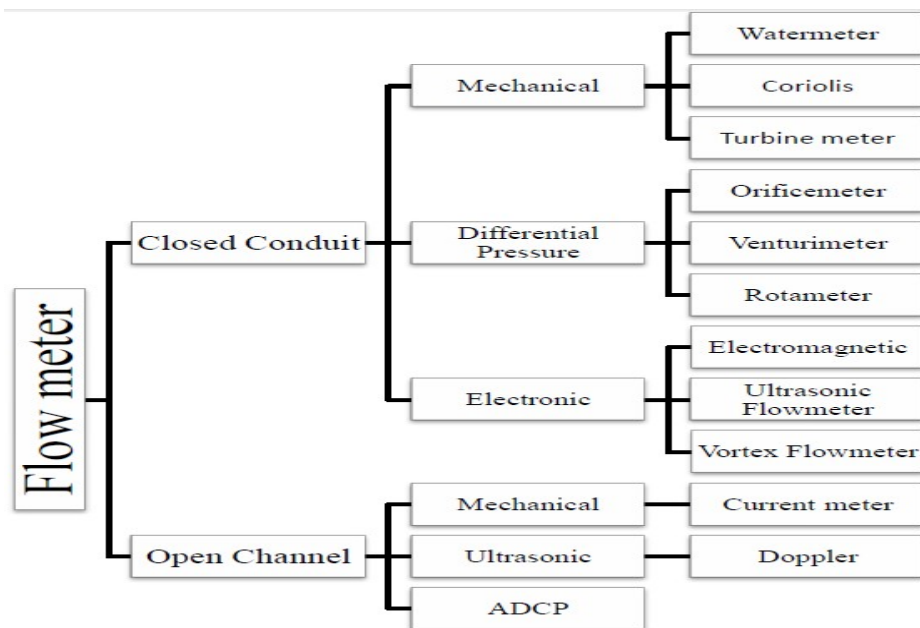 Flow meter
Closed Conduit
Mechanical
Watermeter
Coriolis
Turbine meter
Differential
Pressure
Orificemeter
Venturimeter
Rotameter
Electronic
Electromagnetic
Ultrasonic
Flowmeter
Vortex Flowmeter
Open Channel
Mechanical
Current meter
Ultrasonic
Doppler
ADCP